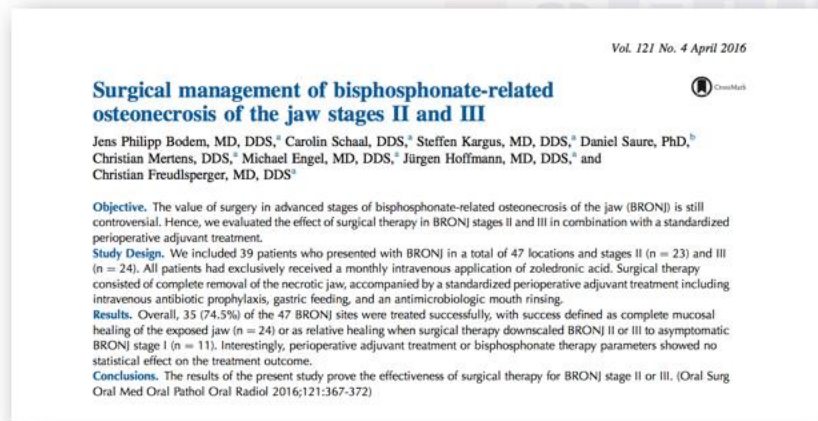 Vol. 121 No. 4 April 2016
Surgical management of bisphosphonate-related
osteonecrosis of the jaw stages II and III
CrossMark
Jens Philipp Bodem, MD, DDS,ᵃ Carolin Schaal, DDS,ᵃ Steffen Kargus, MD, DDS,ᵃ Daniel Saure, PhD,ᵇ
Christian Mertens, DDS,ᵃ Michael Engel, MD, DDS,ᵃ Jürgen Hoffmann, MD, DDS,ᵃ and
Christian Freudlsperger, MD, DDSᵃ
Objective. The value of surgery in advanced stages of bisphosphonate-related osteonecrosis of the jaw (BRONJ) is still
controversial. Hence, we evaluated the effect of surgical therapy in BRONJ stages II and III in combination with a standardized
perioperative adjuvant treatment.
Study Design. We included 39 patients who presented with BRONJ in a total of 47 locations and stages II (n = 23) and III
(n = 24). All patients had exclusively received a monthly intravenous application of zoledronic acid. Surgical therapy
consisted of complete removal of the necrotic jaw, accompanied by a standardized perioperative adjuvant treatment including
intravenous antibiotic prophylaxis, gastric feeding, and an antimicrobiologic mouth rinsing.
Results. Overall, 35 (74.5%) of the 47 BRONJ sites were treated successfully, with success defined as complete mucosal
healing of the exposed jaw (n = 24) or as relative healing when surgical therapy downscaled BRONJ II or III to asymptomatic
BRONJ stage I (n = 11). Interestingly, perioperative adjuvant treatment or bisphosphonate therapy parameters showed no
statistical effect on the treatment outcome.
Conclusions. The results of the present study prove the effectiveness of surgical therapy for BRONJ stage II or III. (Oral Surg
Oral Med Oral Pathol Oral Radiol 2016;121:367-372)